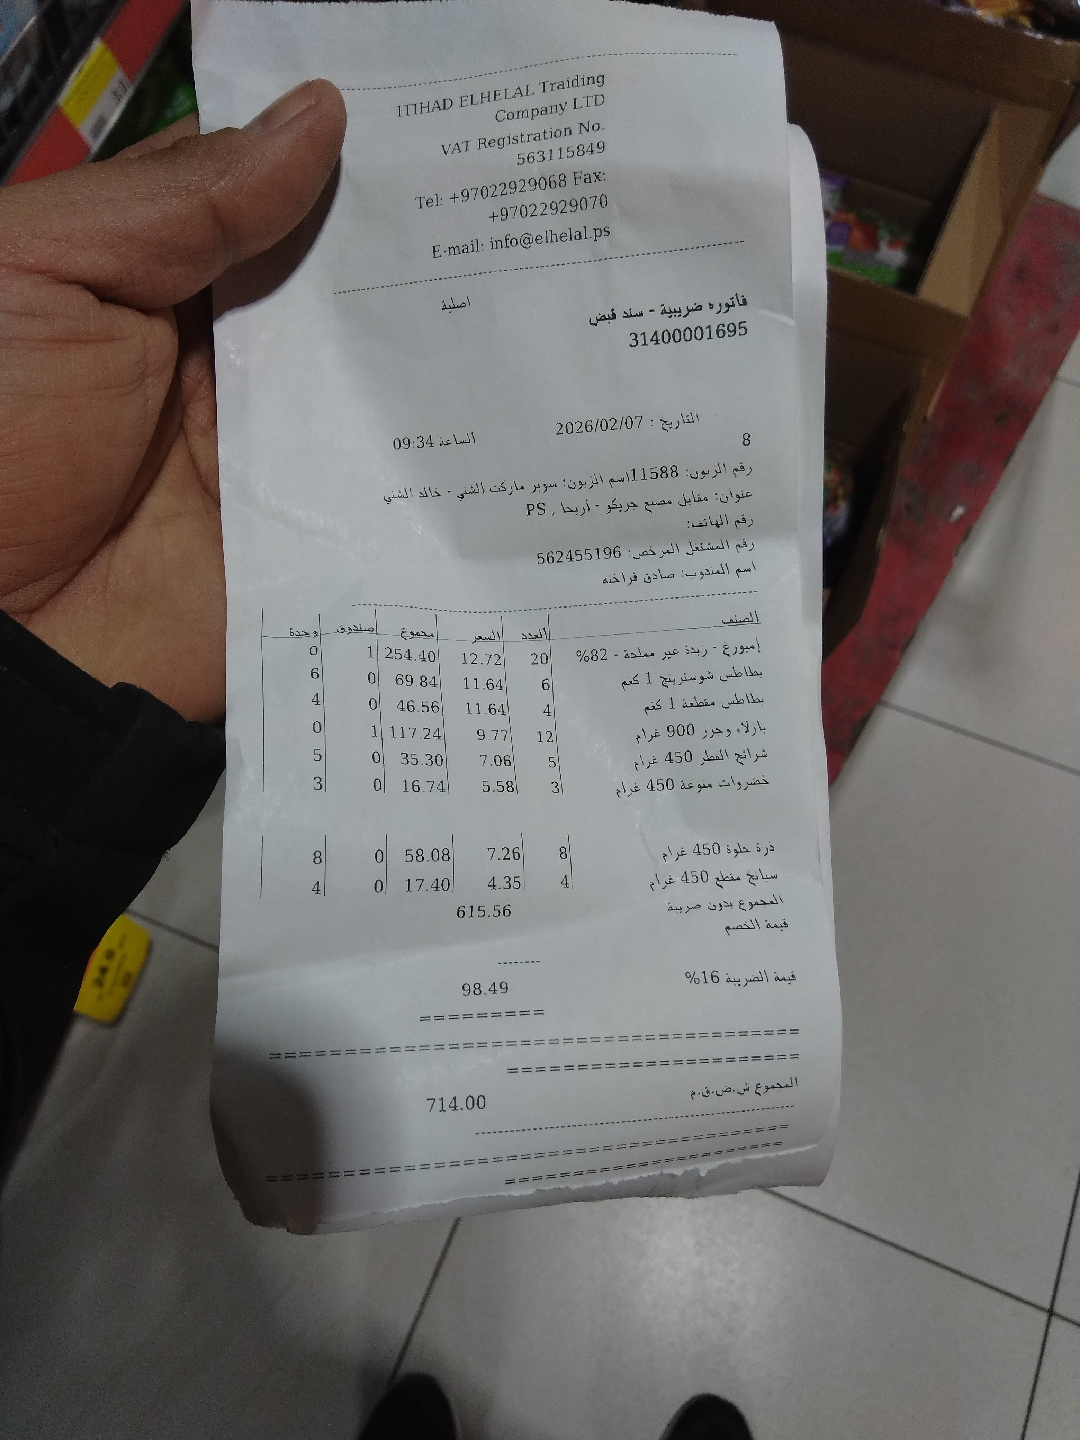 ITIHAD ELHELAL Traiding
Company LTD
VAT Registration No.
563115849
Tel: +97022929068 Fax:
+97022929070
E-mail: info@elhelal.ps
اصلية
فاتوره ضريبية - سند قبض
31400001695
التاريخ : 2026/02/07 الساعة 09:34
8
رقم الزبون: 11588اسم الزبون: سوبر ماركت الشني - خالد الشني
عنوان: مقابل مصنع جريكو - أريحا , PS
رقم الهاتف:
رقم المشتغل المرخص: 562455196
اسم المندوب: صادق فراخنه
الصنف العدد السعر مجموع صندوق وحدة
إمبورغ - زبدة غير مملحة - 82% 20 12.72 254.40 1 0
بطاطس شوسترينج 1 كغم 6 11.64 69.84 0 6
بطاطس مقطعة 1 كغم 4 11.64 46.56 0 4
بازلاء وجزر 900 غرام 12 9.77 117.24 1 0
شرائح الفطر 450 غرام 5 7.06 35.30 0 5
خضروات منوعة 450 غرام 3 5.58 16.74 0 3
ذرة حلوة 450 غرام 8 7.26 58.08 0 8
سبانخ مقطع 450 غرام 4 4.35 17.40 0 4
المجموع بدون ضريبة 615.56
قيمة الخصم
قيمة الضريبة 16% 98.49
المجموع ش.ض.ق.م 714.00